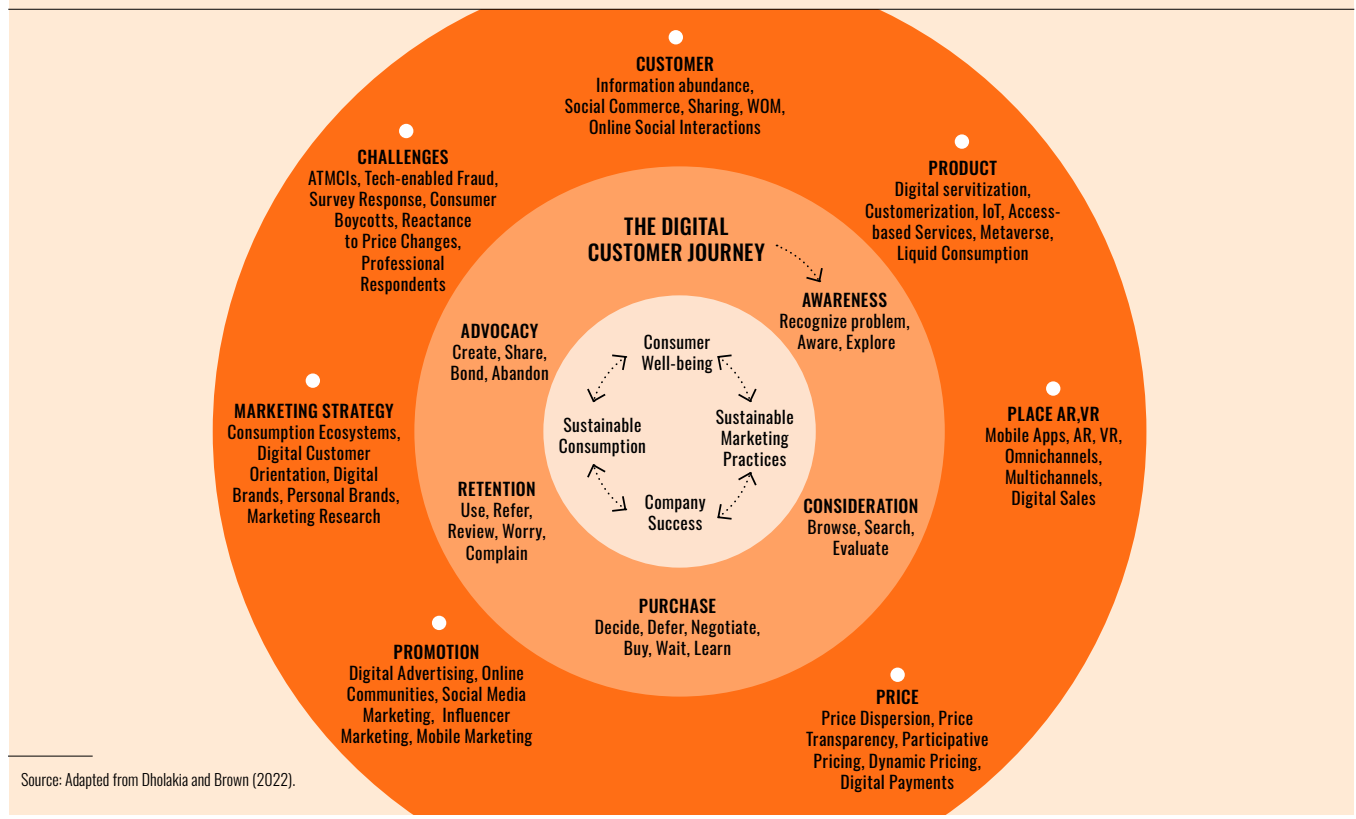 CUSTOMER
Information abundance,
Social Commerce, Sharing, WOM,
Online Social Interactions
PRODUCT
Digital servitization,
Customerization, IoT, Access-
based Services, Metaverse,
Liquid Consumption
PLACE AR,VR
Mobile Apps, AR, VR,
Omnichannels,
Multichannels,
Digital Sales
PRICE
Price Dispersion, Price
Transparency, Participative
Pricing, Dynamic Pricing,
Digital Payments
PROMOTION
Digital Advertising, Online
Communities, Social Media
Marketing, Influencer
Marketing, Mobile Marketing
MARKETING STRATEGY
Consumption Ecosystems,
Digital Customer
Orientation, Digital
Brands, Personal Brands,
Marketing Research
CHALLENGES
ATMCIs, Tech-enabled Fraud,
Survey Response, Consumer
Boycotts, Reactance
to Price Changes,
Professional
Respondents
THE DIGITAL
CUSTOMER JOURNEY
AWARENESS
Recognize problem,
Aware, Explore
CONSIDERATION
Browse, Search,
Evaluate
PURCHASE
Decide, Defer, Negotiate,
Buy, Wait, Learn
RETENTION
Use, Refer,
Review, Worry,
Complain
ADVOCACY
Create, Share,
Bond, Abandon
Consumer
Well-being
Sustainable
Marketing
Practices
Company
Success
Sustainable
Consumption
Source: Adapted from Dholakia and Brown (2022).